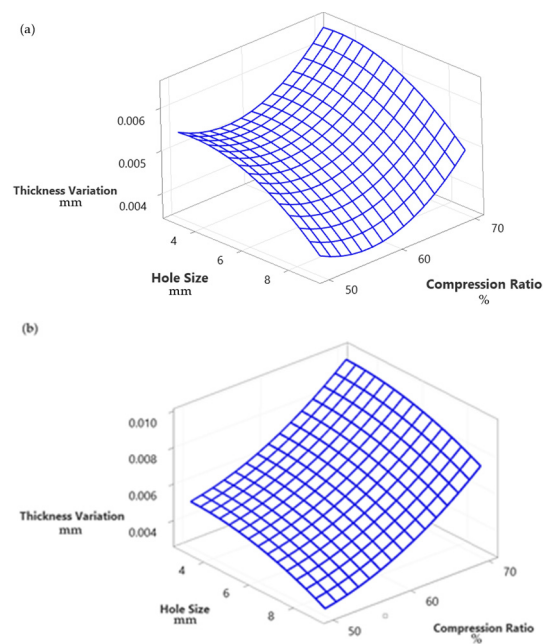 (a)
0.006
0.005
0.004
Thickness Variation
mm
4
6
8
Hole Size
mm
50
60
70
Compression Ratio
%
(b)
0.010
0.008
0.006
0.004
Thickness Variation
mm
4
6
8
Hole Size
mm
50
60
70
Compression Ratio
%